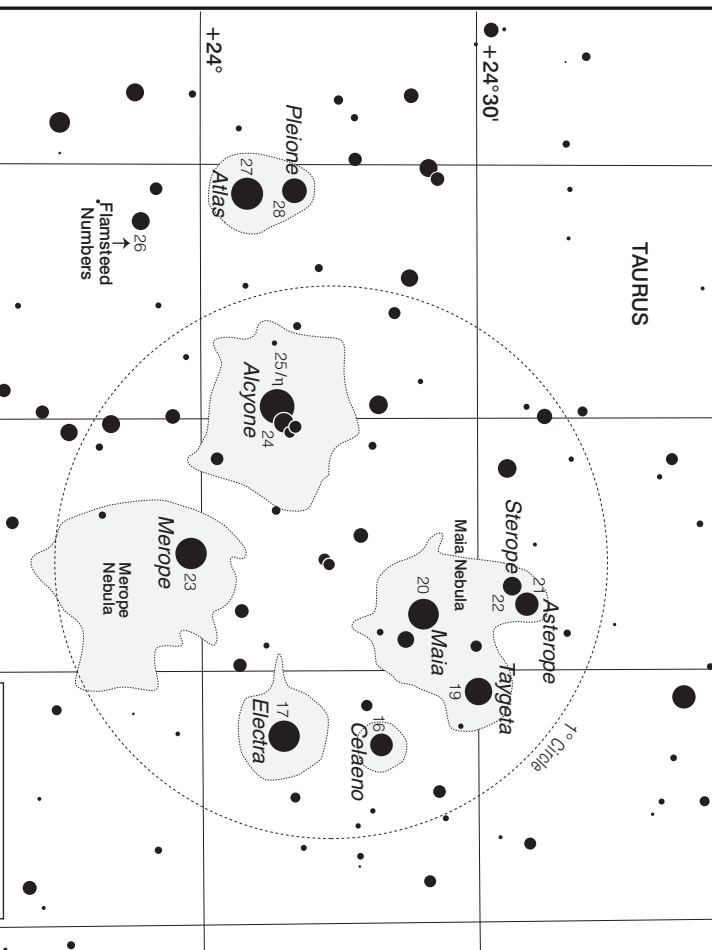 +24°
+24°30'
TAURUS
Pleione
28
27
Atlas
26
Flamsteed
Numbers
25/η
Alcyone
24
Sterope
22
21
Asterope
Maia Nebula
20
Maia
Merope
23
Merope
Nebula
Taygeta
19
16
Celaeno
17
Electra
1° Circle